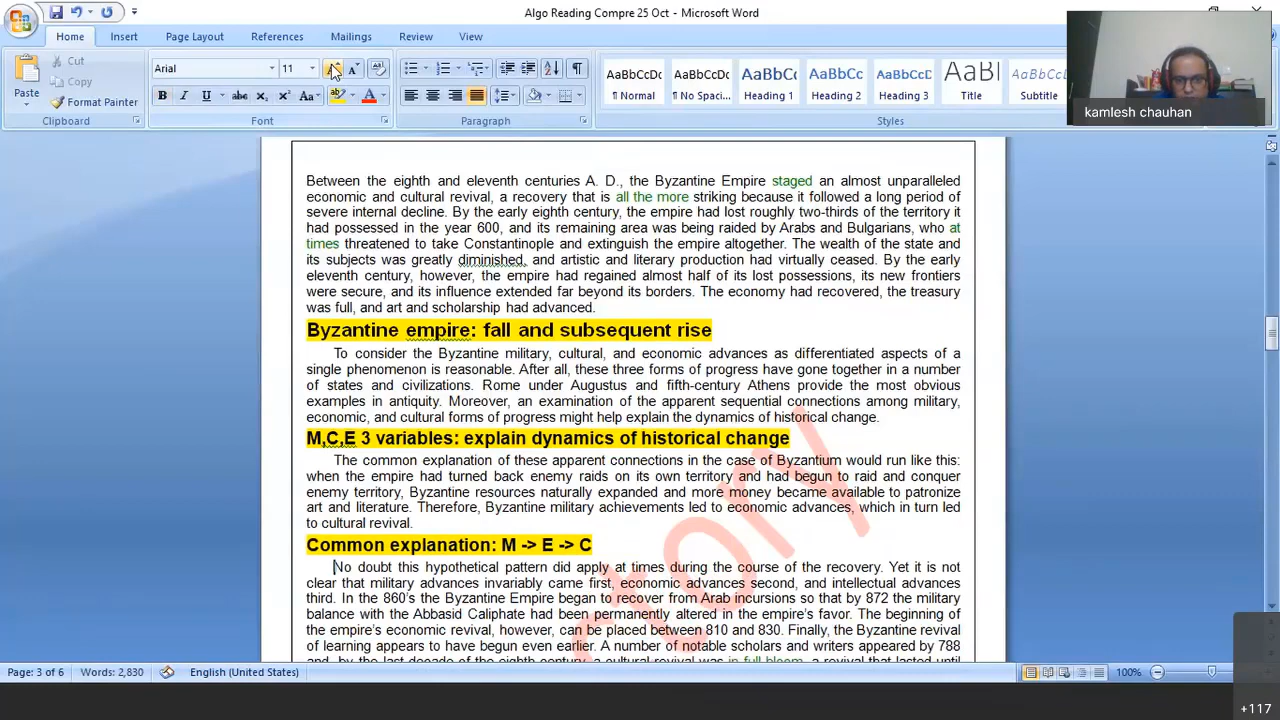 Algo Reading Compre 25 Oct - Microsoft Word
Home Insert Page Layout References Mailings Review View
Paste
Cut
Copy
Format Painter
Clipboard
Arial 11
Font
Paragraph
AaBbCcDc AaBbCcDc AaBbCc AaBbCc AaBbCc AaBl AaBbCc
¶ Normal ¶ No Spaci... Heading 1 Heading 2 Heading 3 Title Subtitle
Styles
kamlesh chauhan
Between the eighth and eleventh centuries A. D., the Byzantine Empire staged an almost unparalleled
economic and cultural revival, a recovery that is all the more striking because it followed a long period of
severe internal decline. By the early eighth century, the empire had lost roughly two-thirds of the territory it
had possessed in the year 600, and its remaining area was being raided by Arabs and Bulgarians, who at
times threatened to take Constantinople and extinguish the empire altogether. The wealth of the state and
its subjects was greatly diminished, and artistic and literary production had virtually ceased. By the early
eleventh century, however, the empire had regained almost half of its lost possessions, its new frontiers
were secure, and its influence extended far beyond its borders. The economy had recovered, the treasury
was full, and art and scholarship had advanced.
Byzantine empire: fall and subsequent rise
To consider the Byzantine military, cultural, and economic advances as differentiated aspects of a
single phenomenon is reasonable. After all, these three forms of progress have gone together in a number
of states and civilizations. Rome under Augustus and fifth-century Athens provide the most obvious
examples in antiquity. Moreover, an examination of the apparent sequential connections among military,
economic, and cultural forms of progress might help explain the dynamics of historical change.
M,C,E 3 variables: explain dynamics of historical change
The common explanation of these apparent connections in the case of Byzantium would run like this:
when the empire had turned back enemy raids on its own territory and had begun to raid and conquer
enemy territory, Byzantine resources naturally expanded and more money became available to patronize
art and literature. Therefore, Byzantine military achievements led to economic advances, which in turn led
to cultural revival.
Common explanation: M -> E -> C
No doubt this hypothetical pattern did apply at times during the course of the recovery. Yet it is not
clear that military advances invariably came first, economic advances second, and intellectual advances
third. In the 860's the Byzantine Empire began to recover from Arab incursions so that by 872 the military
balance with the Abbasid Caliphate had been permanently altered in the empire's favor. The beginning of
the empire's economic revival, however, can be placed between 810 and 830. Finally, the Byzantine revival
of learning appears to have begun even earlier. A number of notable scholars and writers appeared by 788
and, by the last decade of the eighth century, a cultural revival was in full bloom, a revival that lasted until
story
Page: 3 of 6 Words: 2,830 English (United States) 100%
+117